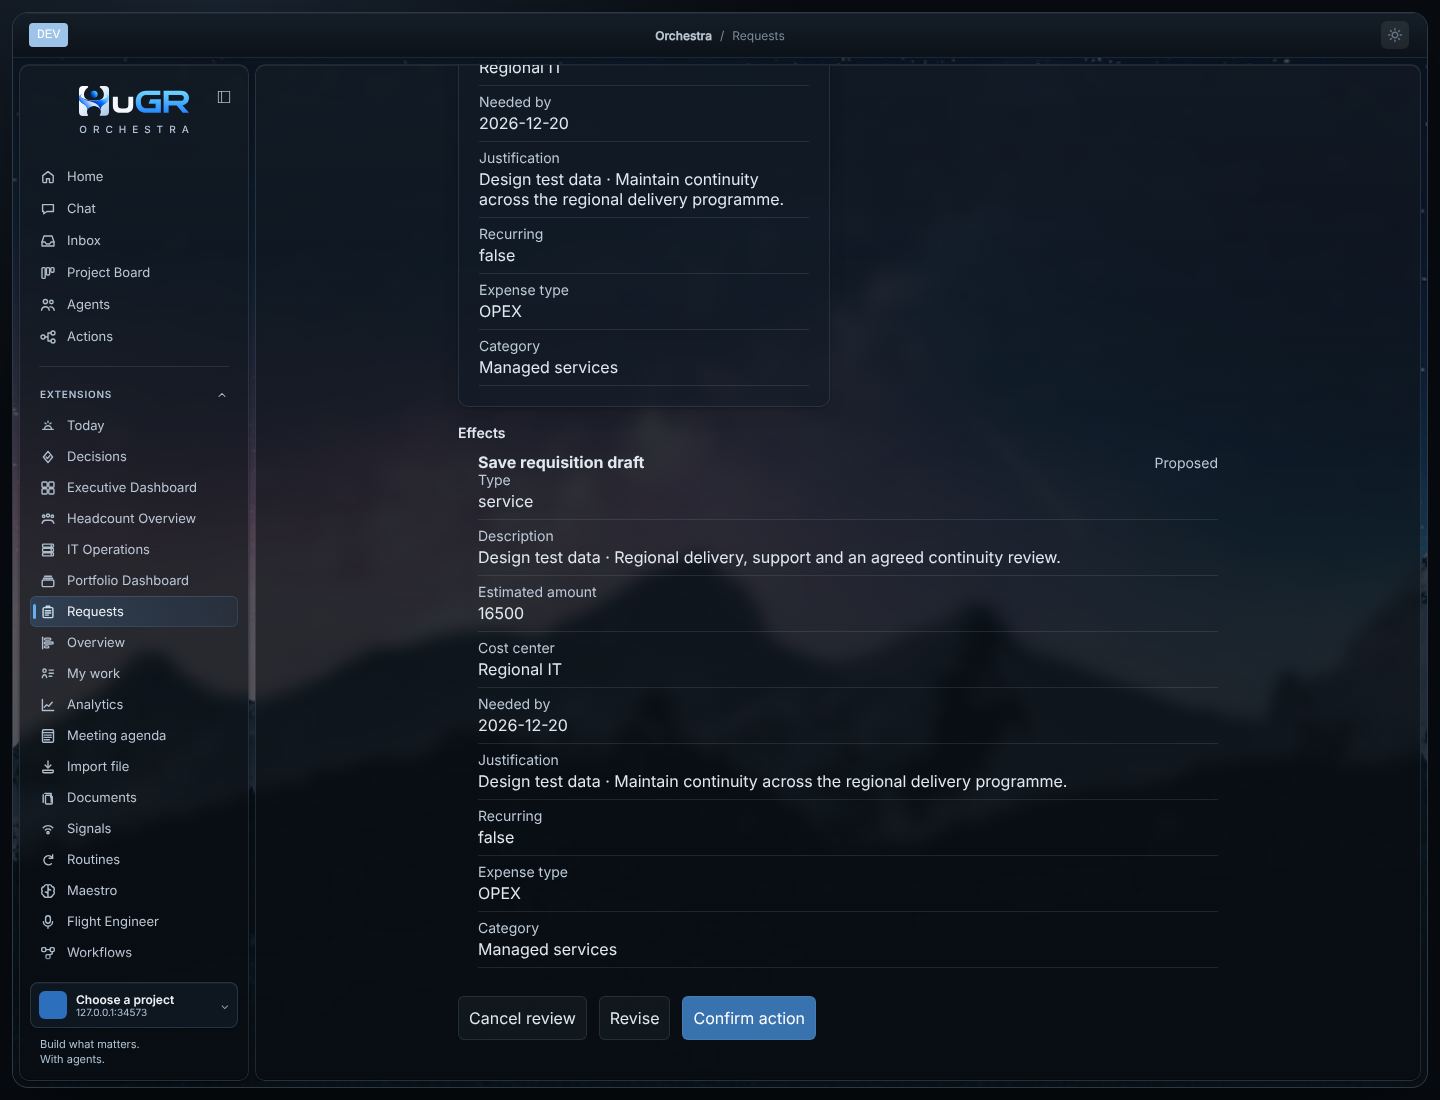 DEV
Orchestra / Requests
HuGR
ORCHESTRA
Home
Chat
Inbox
Project Board
Agents
Actions
EXTENSIONS
Today
Decisions
Executive Dashboard
Headcount Overview
IT Operations
Portfolio Dashboard
Requests
Overview
My work
Analytics
Meeting agenda
Import file
Documents
Signals
Routines
Maestro
Flight Engineer
Workflows
Choose a project
127.0.0.1:34573
Build what matters.
With agents.
Regional IT
Needed by
2026-12-20
Justification
Design test data · Maintain continuity
across the regional delivery programme.
Recurring
false
Expense type
OPEX
Category
Managed services
Effects
Save requisition draft
Proposed
Type
service
Description
Design test data · Regional delivery, support and an agreed continuity review.
Estimated amount
16500
Cost center
Regional IT
Needed by
2026-12-20
Justification
Design test data · Maintain continuity across the regional delivery programme.
Recurring
false
Expense type
OPEX
Category
Managed services
Cancel review
Revise
Confirm action